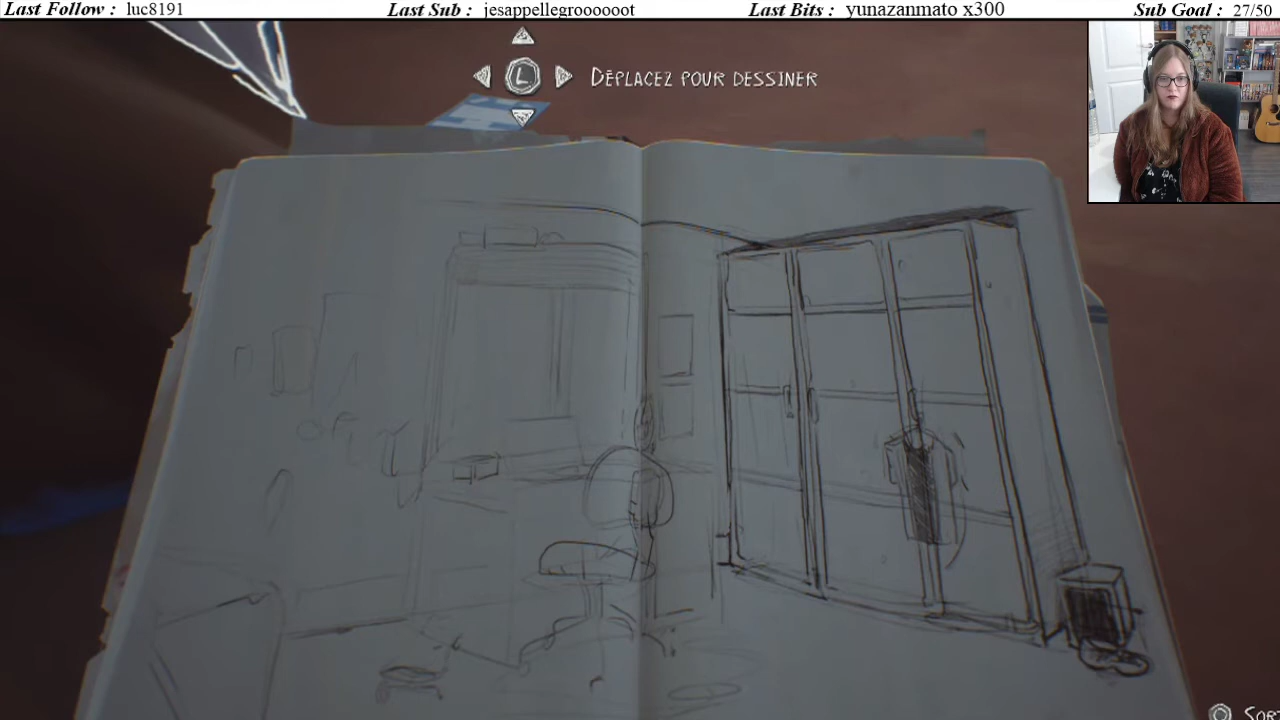 Last Follow : luc8191 Last Sub : jesappellegroooooot Last Bits : yunazanmato x300 Sub Goal : 27/50
L DÉPLACEZ POUR DESSINER